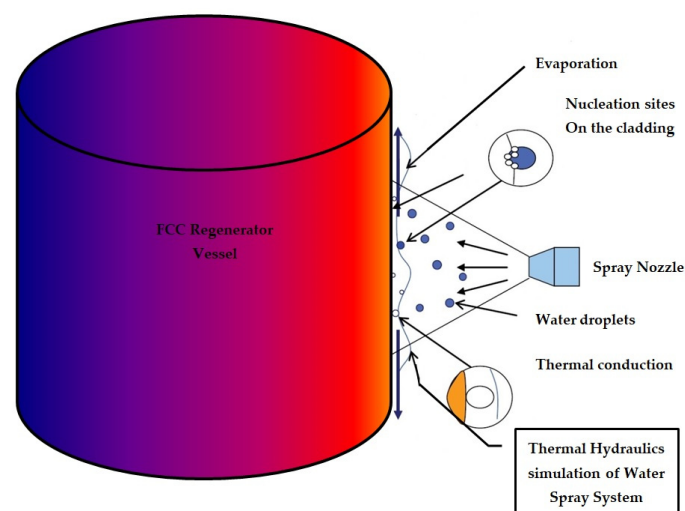 Evaporation
Nucleation sites
On the cladding
FCC Regenerator
Vessel
Spray Nozzle
Water droplets
Thermal conduction
Thermal Hydraulics
simulation of Water
Spray System